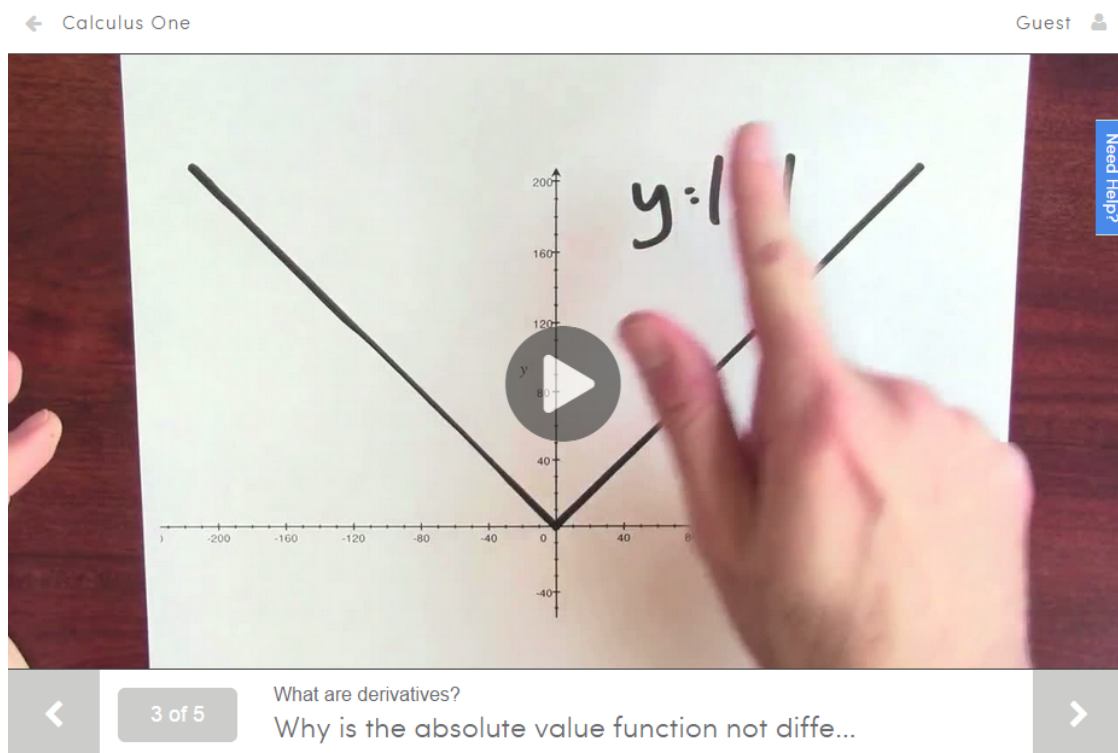 Calculus One
Guest
Need Help?
y=| |
200
160
120
y
80
40
-200 -160 -120 -80 -40 0 40
-40
3 of 5
What are derivatives?
Why is the absolute value function not diffe...